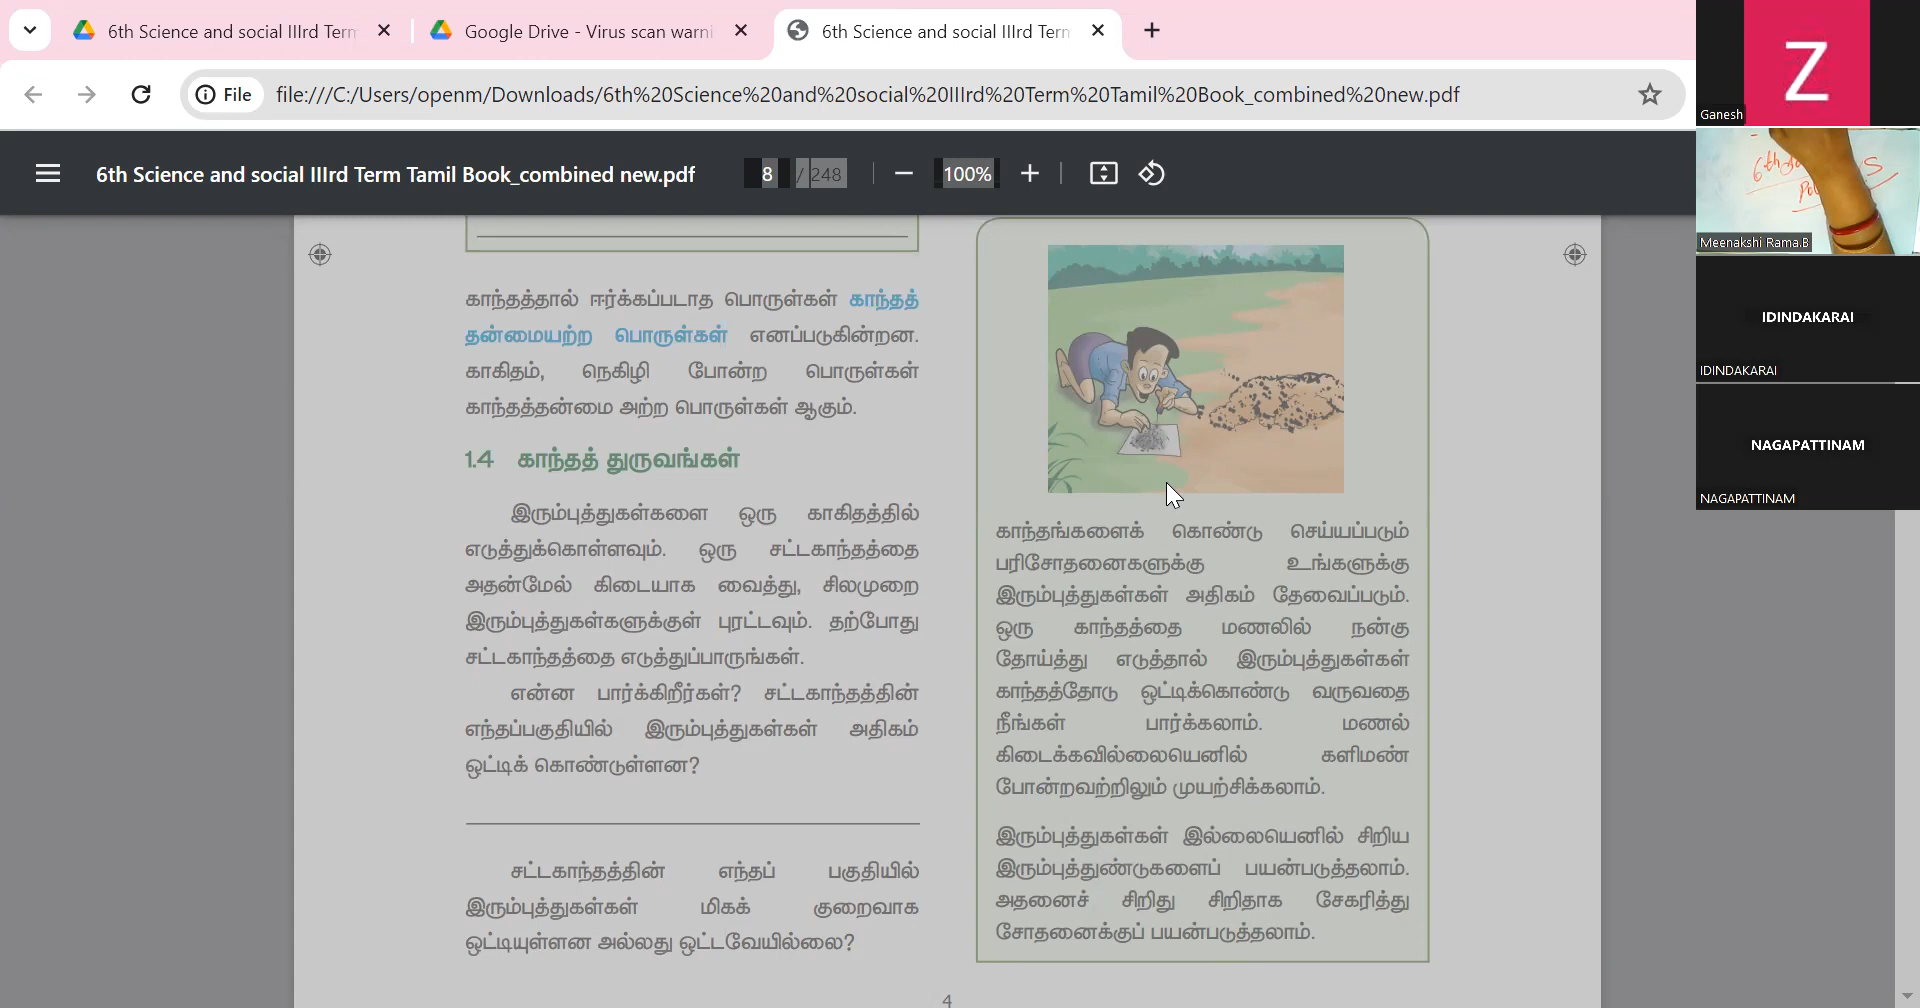 6th Science and social IIIrd Term
Google Drive - Virus scan warni
6th Science and social IIIrd Tern
File
file:///C:/Users/openm/Downloads/6th%20Science%20and%20social%20IIIrd%20Term%20Tamil%20Book_combined%20new.pdf
6th Science and social IIIrd Term Tamil Book_combined new.pdf
8 / 248
100%
காந்தத்தால் ஈர்க்கப்படாத பொருள்கள் காந்தத்
தன்மையற்ற பொருள்கள் எனப்படுகின்றன.
காகிதம், நெகிழி போன்ற பொருள்கள்
காந்தத்தன்மை அற்ற பொருள்கள் ஆகும்.
1.4 காந்தத் துருவங்கள்
இரும்புத்துகள்களை ஒரு காகிதத்தில்
எடுத்துக்கொள்ளவும். ஒரு சட்டகாந்தத்தை
அதன்மேல் கிடையாக வைத்து, சிலமுறை
இரும்புத்துகள்களுக்குள் புரட்டவும். தற்போது
சட்டகாந்தத்தை எடுத்துப்பாருங்கள்.
என்ன பார்க்கிறீர்கள்? சட்டகாந்தத்தின்
எந்தப்பகுதியில் இரும்புத்துகள்கள் அதிகம்
ஒட்டிக் கொண்டுள்ளன?
சட்டகாந்தத்தின் எந்தப் பகுதியில்
இரும்புத்துகள்கள் மிகக் குறைவாக
ஒட்டியுள்ளன அல்லது ஒட்டவேயில்லை?
காந்தங்களைக் கொண்டு செய்யப்படும்
பரிசோதனைகளுக்கு உங்களுக்கு
இரும்புத்துகள்கள் அதிகம் தேவைப்படும்.
ஒரு காந்தத்தை மணலில் நன்கு
தோய்த்து எடுத்தால் இரும்புத்துகள்கள்
காந்தத்தோடு ஒட்டிக்கொண்டு வருவதை
நீங்கள் பார்க்கலாம். மணல்
கிடைக்கவில்லையெனில் களிமண்
போன்றவற்றிலும் முயற்சிக்கலாம்.
இரும்புத்துகள்கள் இல்லையெனில் சிறிய
இரும்புத்துண்டுகளைப் பயன்படுத்தலாம்.
அதனைச் சிறிது சிறிதாக சேகரித்து
சோதனைக்குப் பயன்படுத்தலாம்.
4
Z
Ganesh
6th
Meenakshi Rama.B
IDINDAKARAI
IDINDAKARAI
NAGAPATTINAM
NAGAPATTINAM